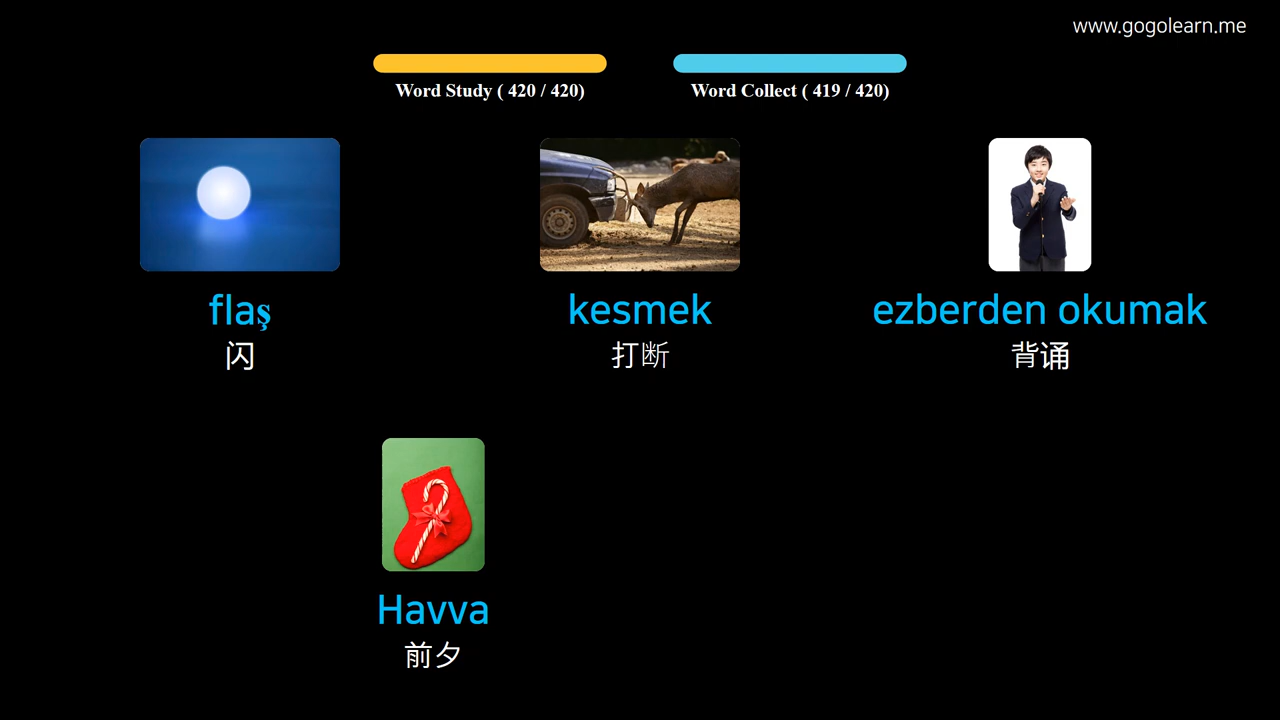 www.gogolearn.me
Word Study ( 420 / 420)
Word Collect ( 419 / 420)
flaş
闪
kesmek
打断
ezberden okumak
背诵
Havva
前夕